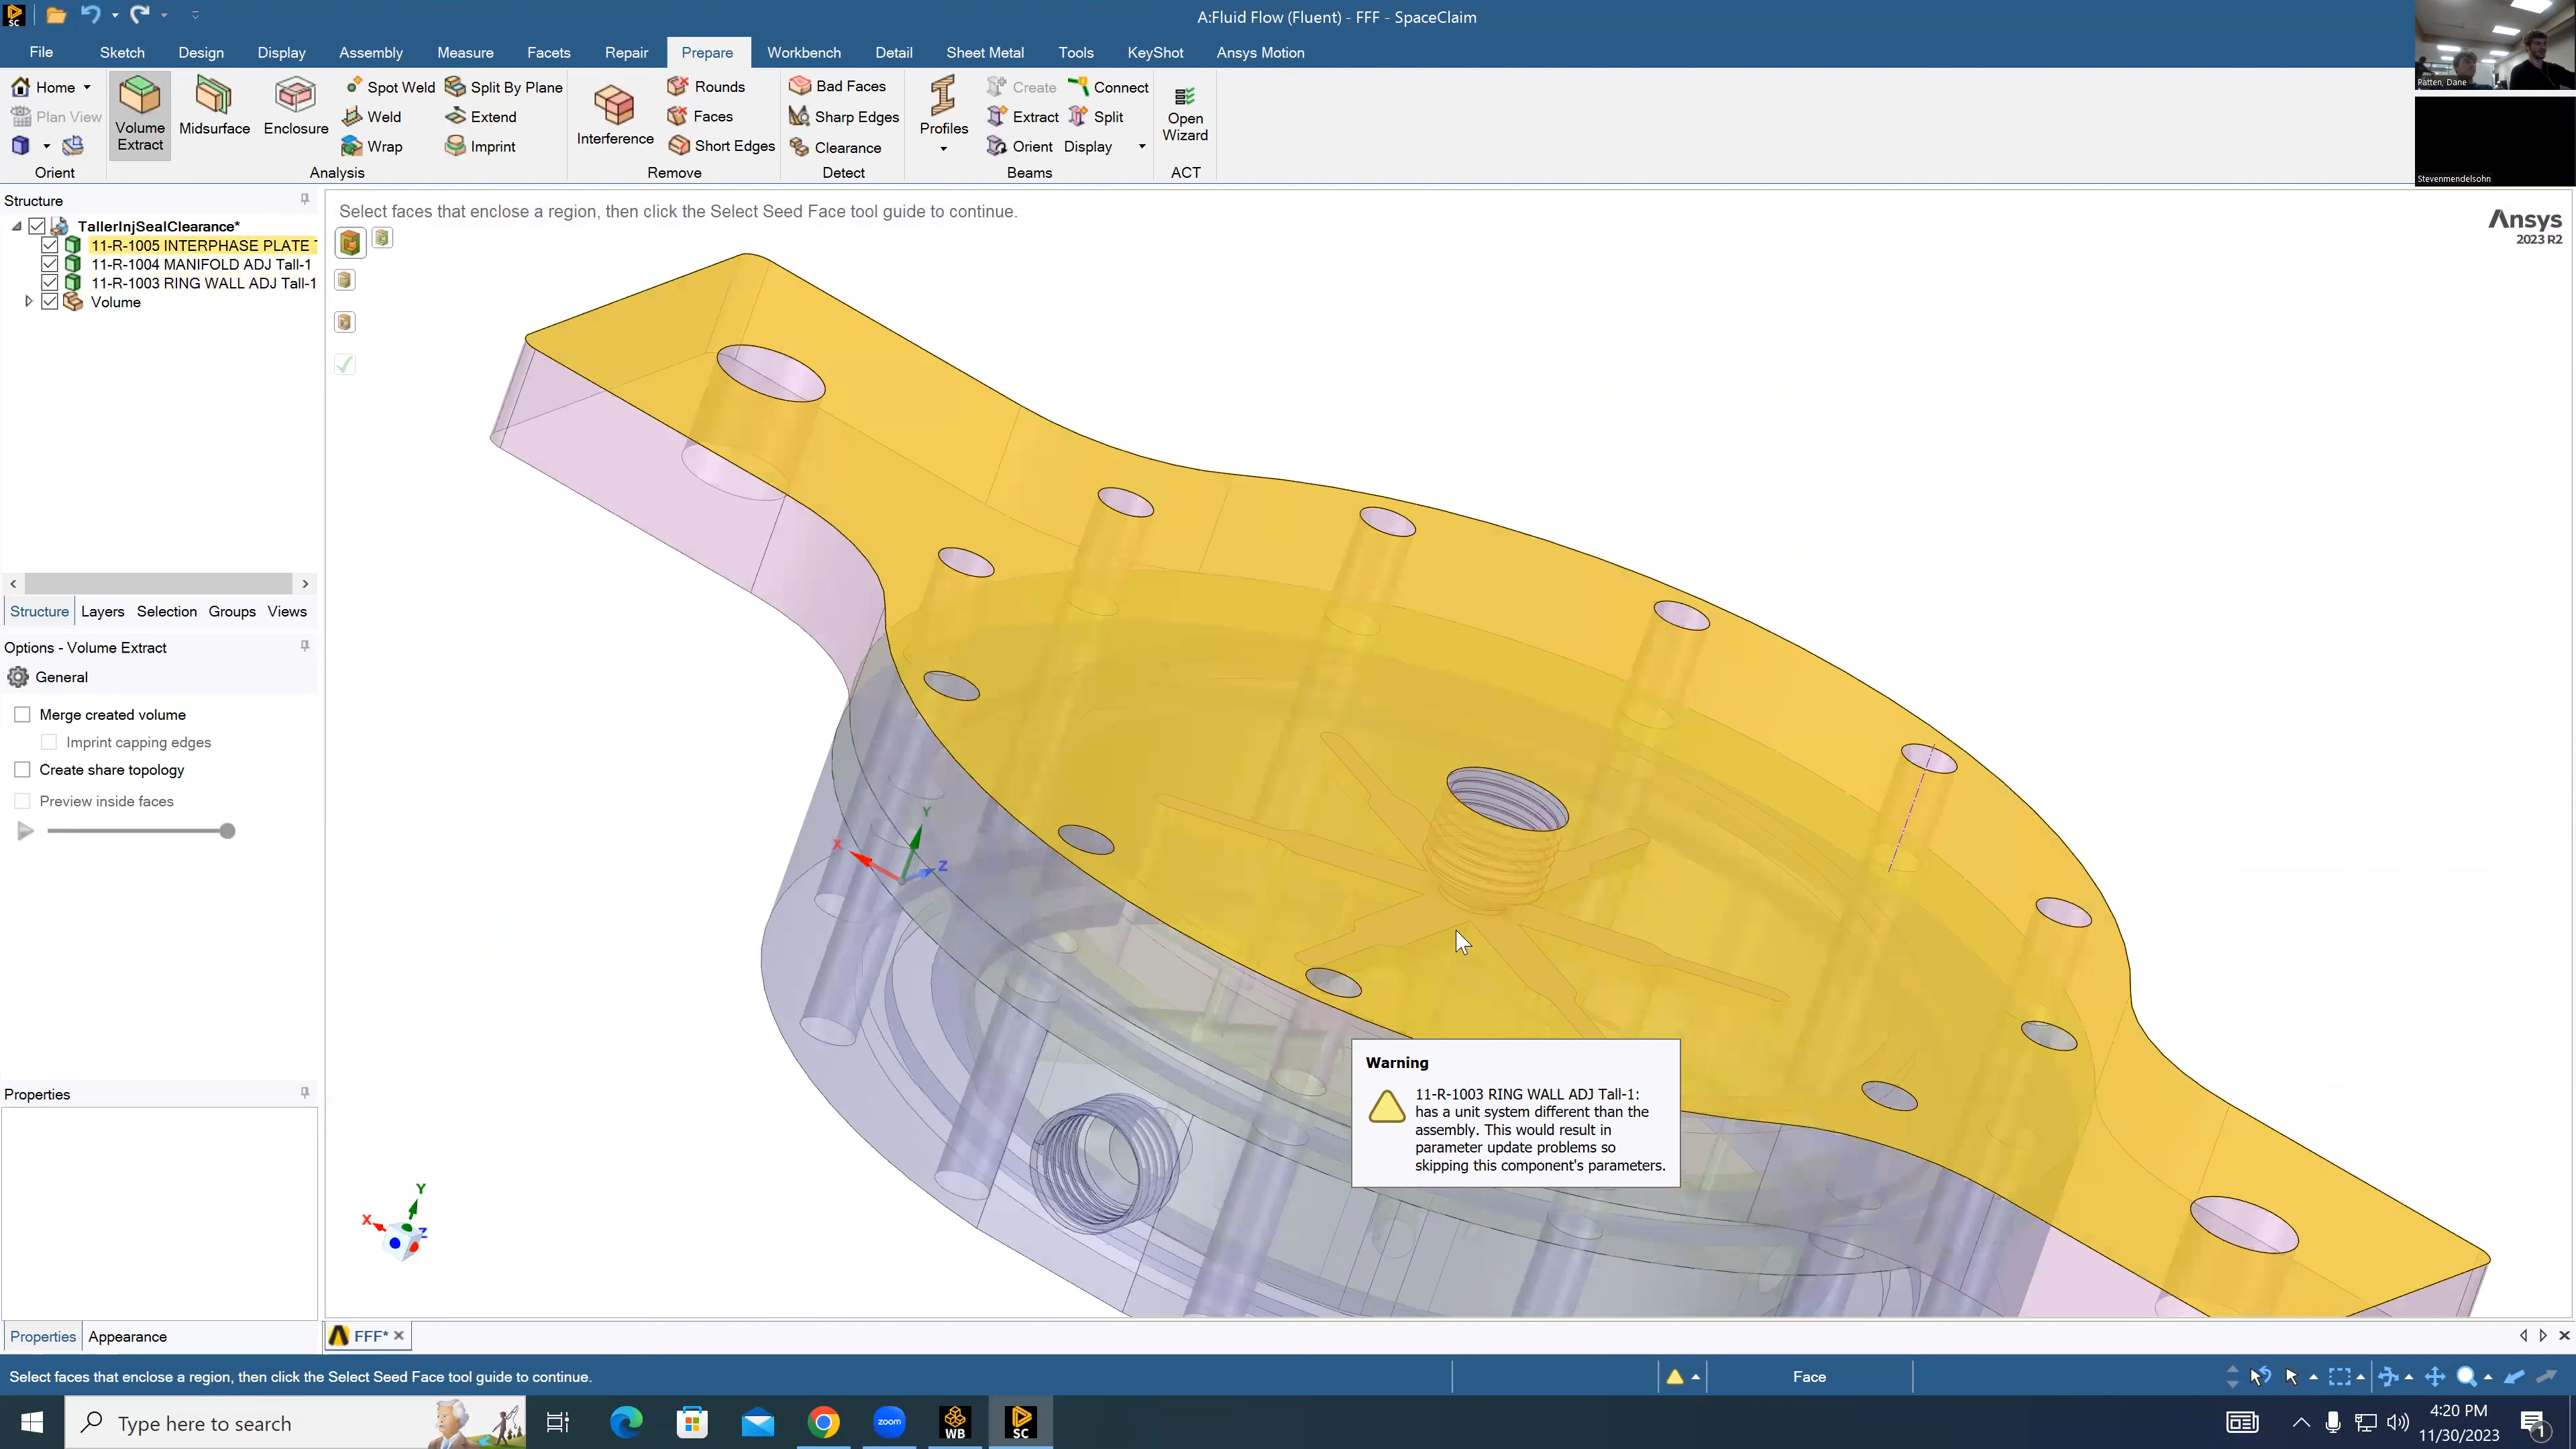 A:Fluid Flow (Fluent) - FFF - SpaceClaim
File Sketch Design Display Assembly Measure Facets Repair Prepare Workbench Detail Sheet Metal Tools KeyShot Ansys Motion
Patten, Dane
Stevenmendelsohn
Home
Plan View
Orient
Volume Extract
Midsurface
Enclosure
Spot Weld
Weld
Wrap
Split By Plane
Extend
Imprint
Analysis
Interference
Rounds
Faces
Short Edges
Remove
Bad Faces
Sharp Edges
Clearance
Detect
Profiles
Create
Connect
Extract
Split
Orient
Display
Beams
Open Wizard
ACT
Structure
TallerInjSealClearance*
11-R-1005 INTERPHASE PLATE
11-R-1004 MANIFOLD ADJ Tall-1
11-R-1003 RING WALL ADJ Tall-1
Volume
Structure Layers Selection Groups Views
Options - Volume Extract
General
Merge created volume
Imprint capping edges
Create share topology
Preview inside faces
Properties
Properties Appearance
Select faces that enclose a region, then click the Select Seed Face tool guide to continue.
Ansys
2023 R2
X
Y
Z
Warning
11-R-1003 RING WALL ADJ Tall-1:
has a unit system different than the
assembly. This would result in
parameter update problems so
skipping this component's parameters.
Y
X
Z
FFF*
Select faces that enclose a region, then click the Select Seed Face tool guide to continue.
Face
Type here to search
zoom
WB
SC
4:20 PM
11/30/2023
1